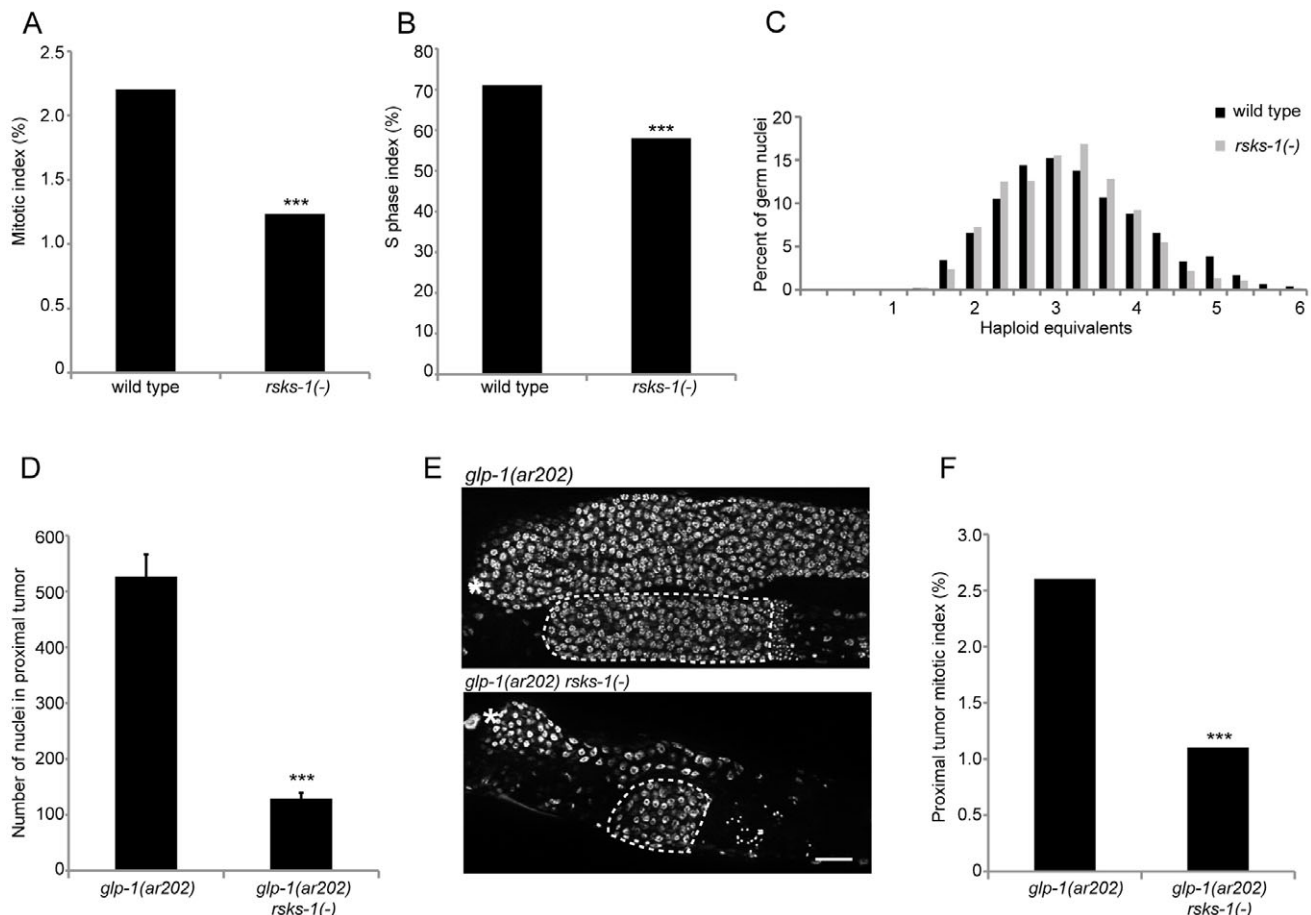 A
Mitotic index (%)
2.5
2.0
1.5
1.0
0.5
0
***
wild type
rsks-1(-)
B
S phase index (%)
80
70
60
50
40
30
20
10
0
***
wild type
rsks-1(-)
C
Percent of germ nuclei
20
15
10
5
0
1 2 3 4 5 6
Haploid equivalents
wild type
rsks-1(-)
D
Number of nuclei in proximal tumor
600
500
400
300
200
100
0
***
glp-1(ar202)
glp-1(ar202)
rsks-1(-)
E
glp-1(ar202)
*
glp-1(ar202) rsks-1(-)
*
F
Proximal tumor mitotic index (%)
3.0
2.5
2.0
1.5
1.0
0.5
0
***
glp-1(ar202)
glp-1(ar202)
rsks-1(-)